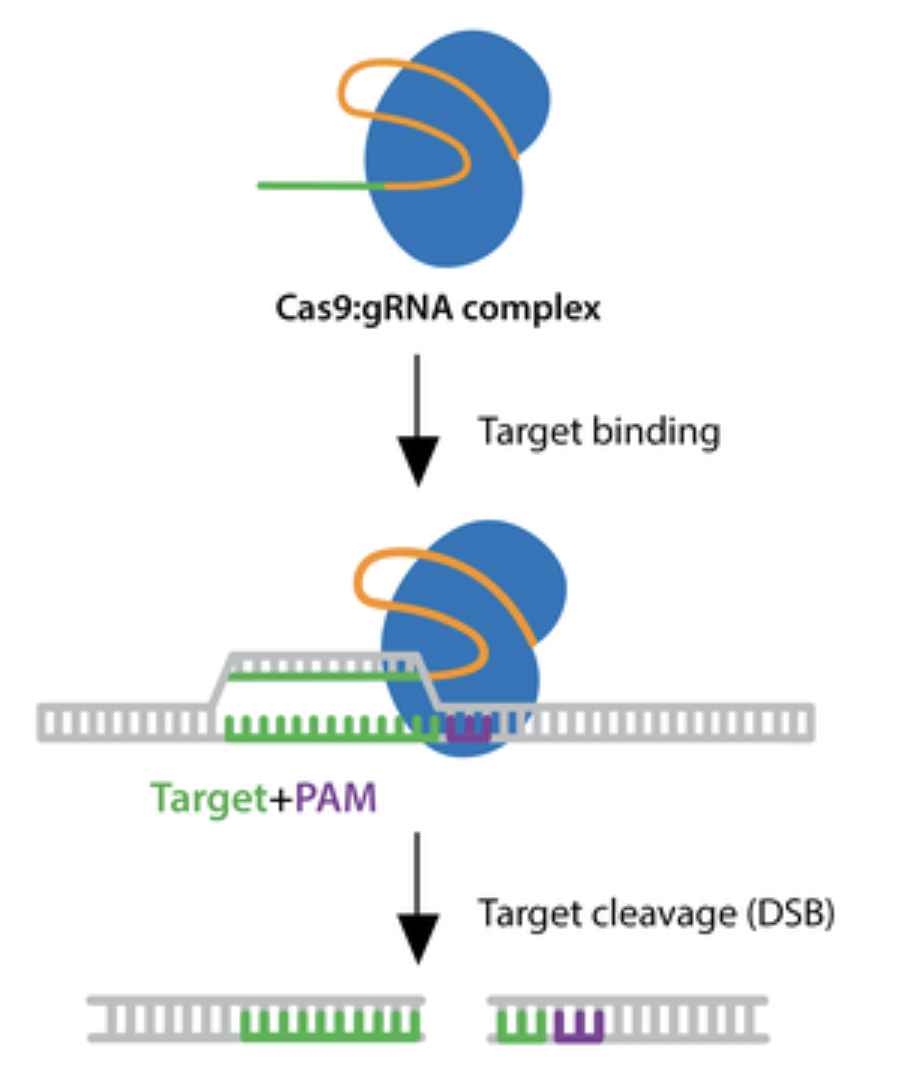 Cas9:gRNA complex
Target binding
Target+PAM
Target cleavage (DSB)